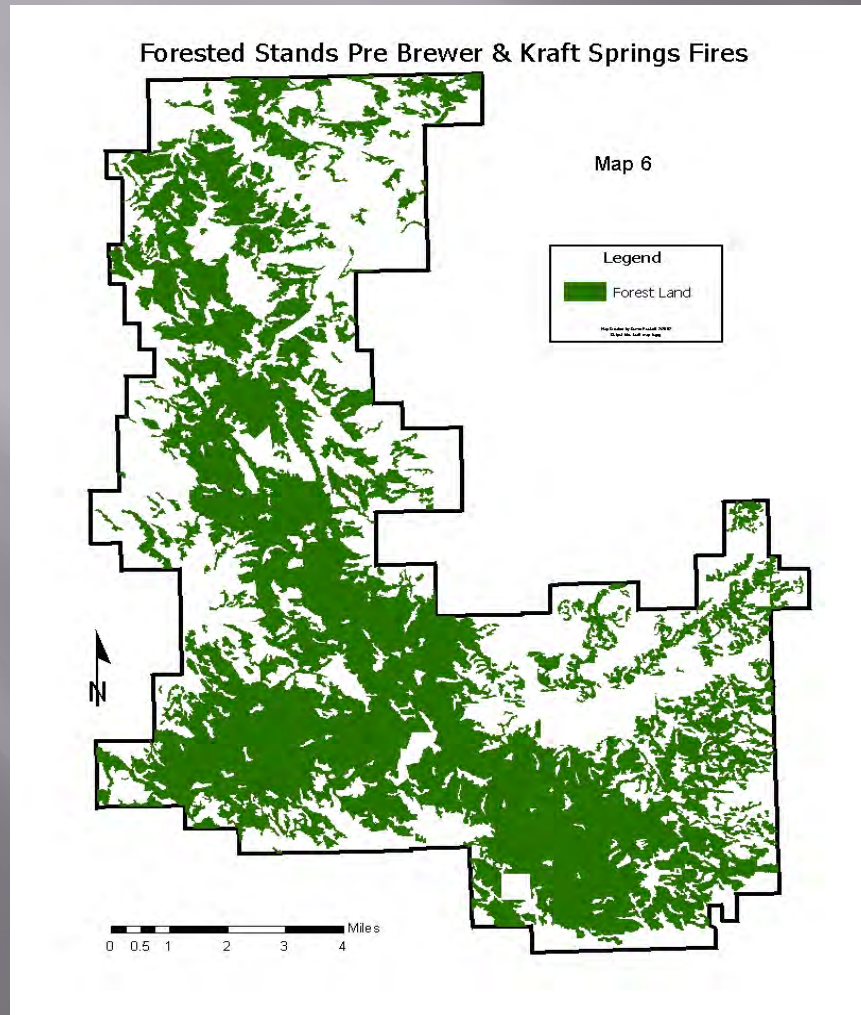 Forested Stands Pre Brewer & Kraft Springs Fires
Map 6
Legend
Forest Land
N
Miles
0 0.5 1 2 3 4